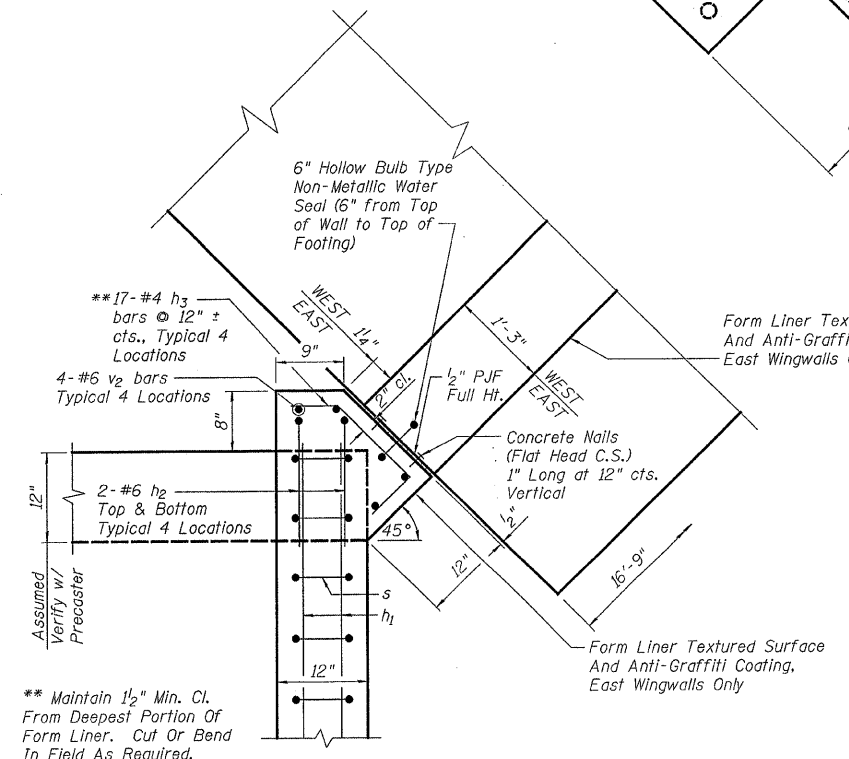 6" Hollow Bulb Type
Non-Metallic Water
Seal (6" from Top
of Wall to Top of
Footing)
WEST
EAST
1¼"
1'-3"
WEST
EAST
Form Liner Tex
And Anti-Graffi
East Wingwalls
**17-#4 h3
bars @ 12" ±
cts., Typical 4
Locations
9"
2" cl.
½" PJF
Full Ht.
4-#6 v2 bars
Typical 4 Locations
8"
Concrete Nails
(Flat Head C.S.)
1" Long at 12" cts.
Vertical
12"
2-#6 h2
Top & Bottom
Typical 4 Locations
45°
½"
12"
16'-9"
Assumed
Verify w/
Precaster
s
h1
12"
Form Liner Textured Surface
And Anti-Graffiti Coating,
East Wingwalls Only
** Maintain 1½" Min. Cl.
From Deepest Portion Of
Form Liner. Cut Or Bend
In Field As Required.